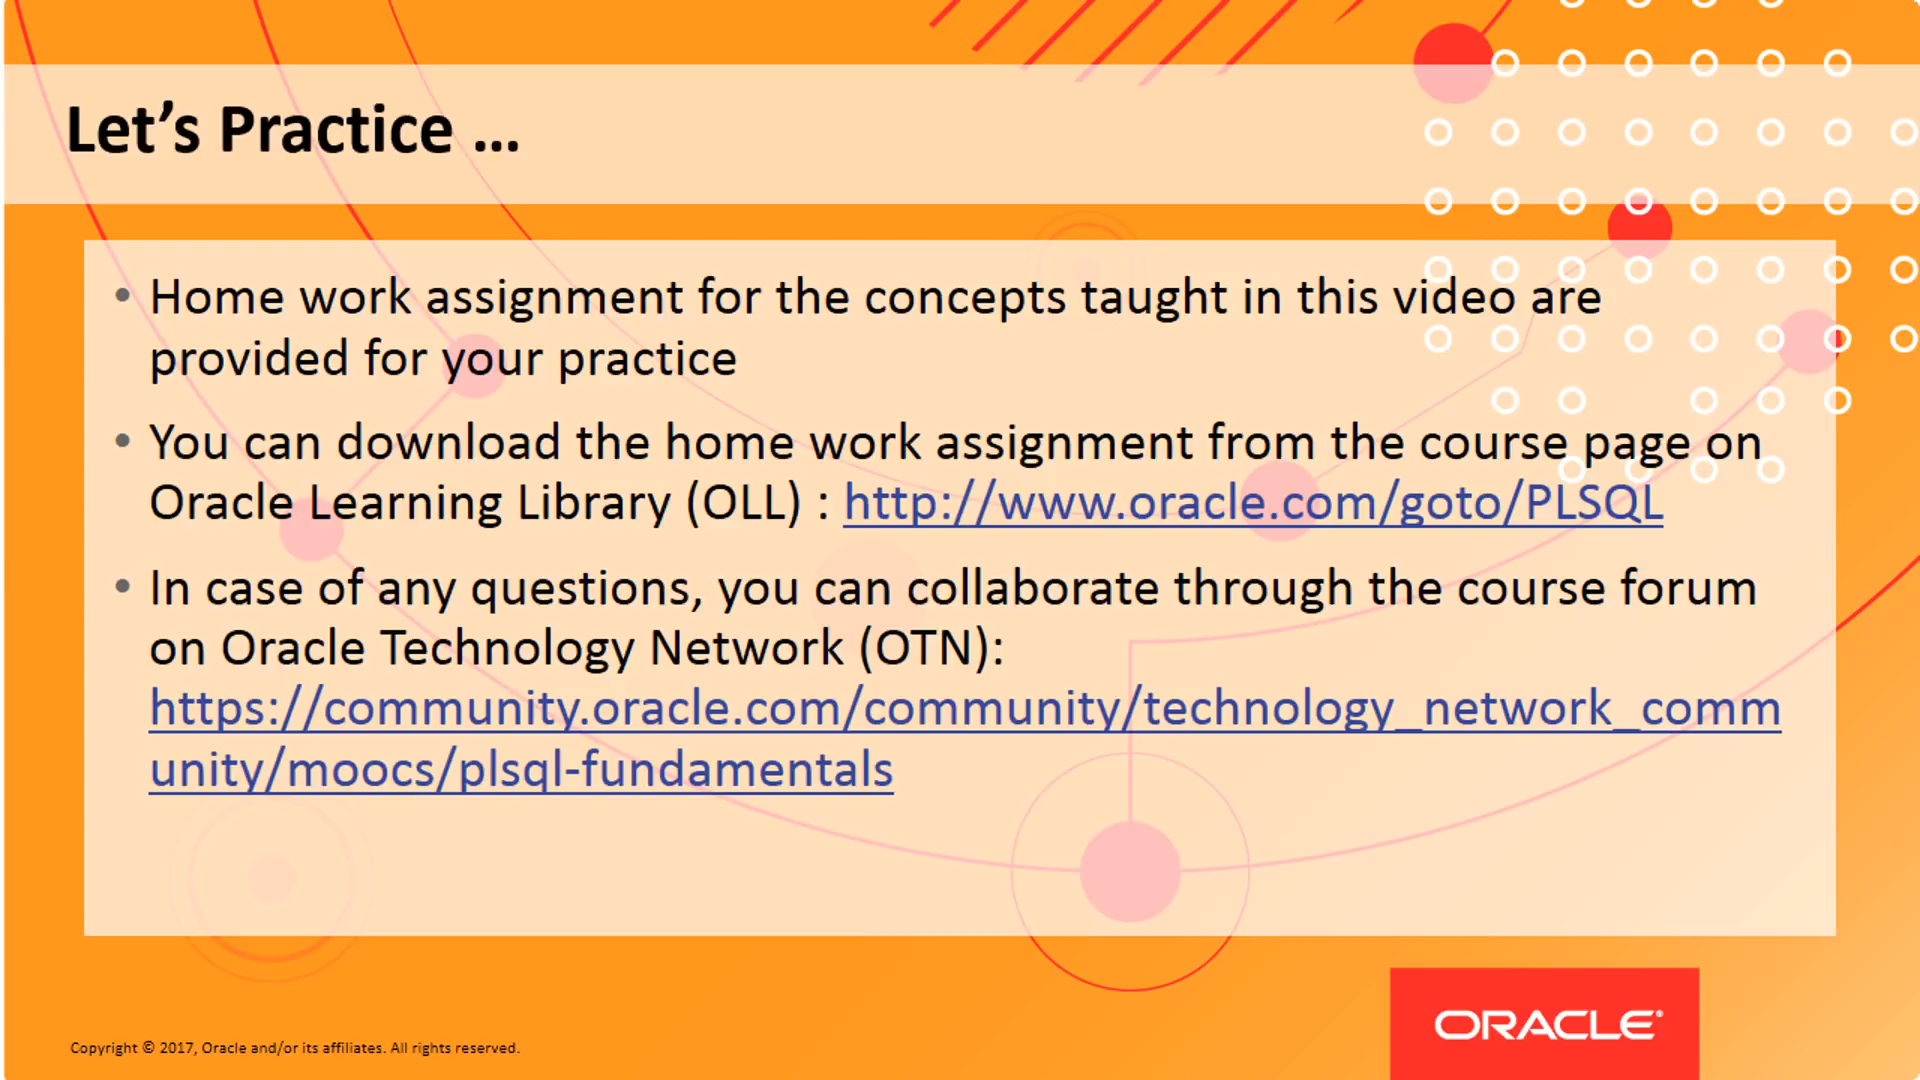 Let’s Practice ...
• Home work assignment for the concepts taught in this video are
provided for your practice
• You can download the home work assignment from the course page on
Oracle Learning Library (OLL) : http://www.oracle.com/goto/PLSQL
• In case of any questions, you can collaborate through the course forum
on Oracle Technology Network (OTN):
https://community.oracle.com/community/technology_network_comm
unity/moocs/plsql-fundamentals
Copyright © 2017, Oracle and/or its affiliates. All rights reserved.
ORACLE®